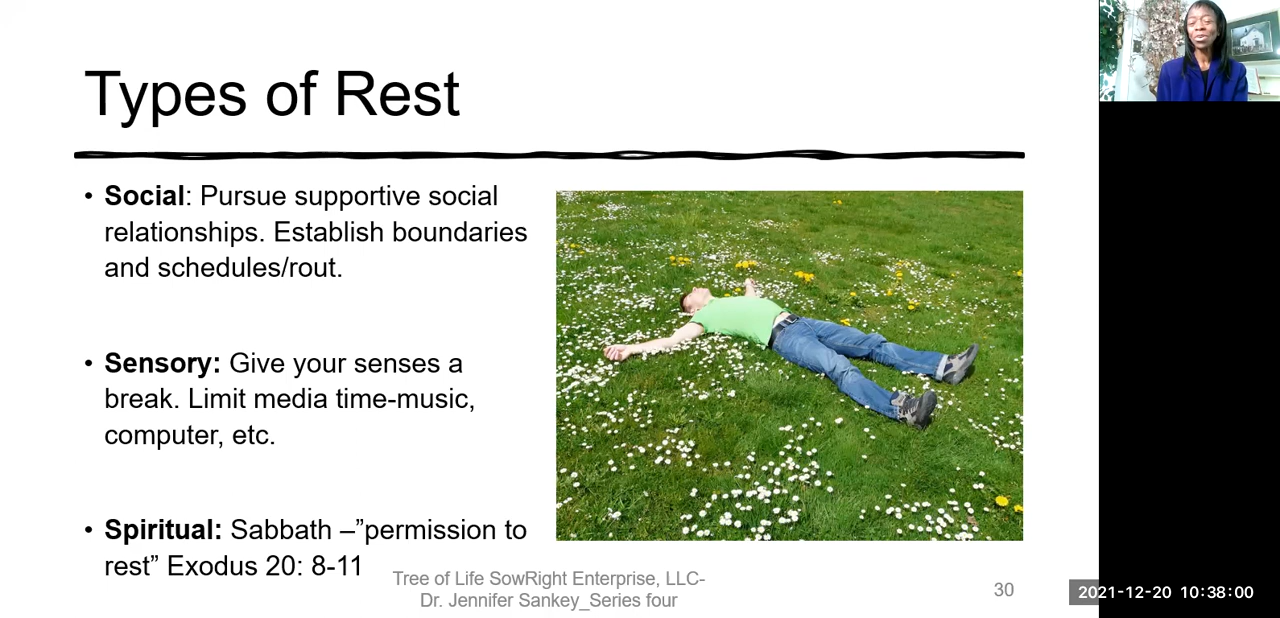 Types of Rest
• Social: Pursue supportive social
relationships. Establish boundaries
and schedules/rout.
• Sensory: Give your senses a
break. Limit media time-music,
computer, etc.
• Spiritual: Sabbath –”permission to
rest” Exodus 20: 8-11
Tree of Life SowRight Enterprise, LLC-
Dr. Jennifer Sankey_Series four
30
2021-12-20 10:38:00